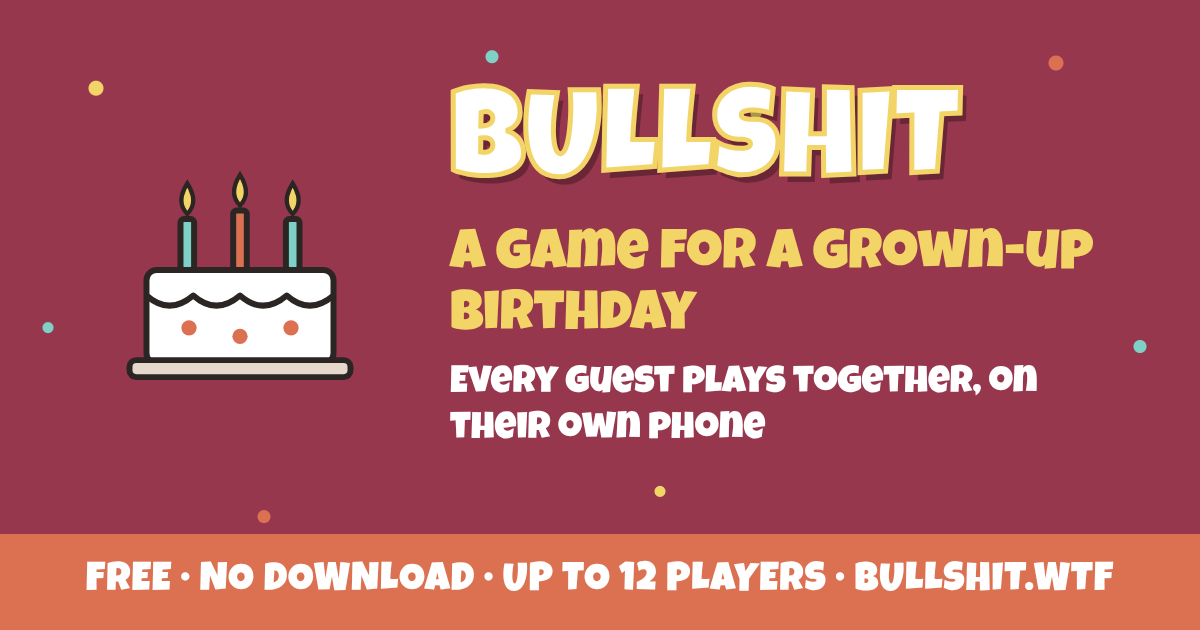 BULLSHIT
A GAME FOR A GROWN-UP
BIRTHDAY
EVERY GUEST PLAYS TOGETHER, ON
THEIR OWN PHONE
FREE • NO DOWNLOAD • UP TO 12 PLAYERS • BULLSHIT.WTF